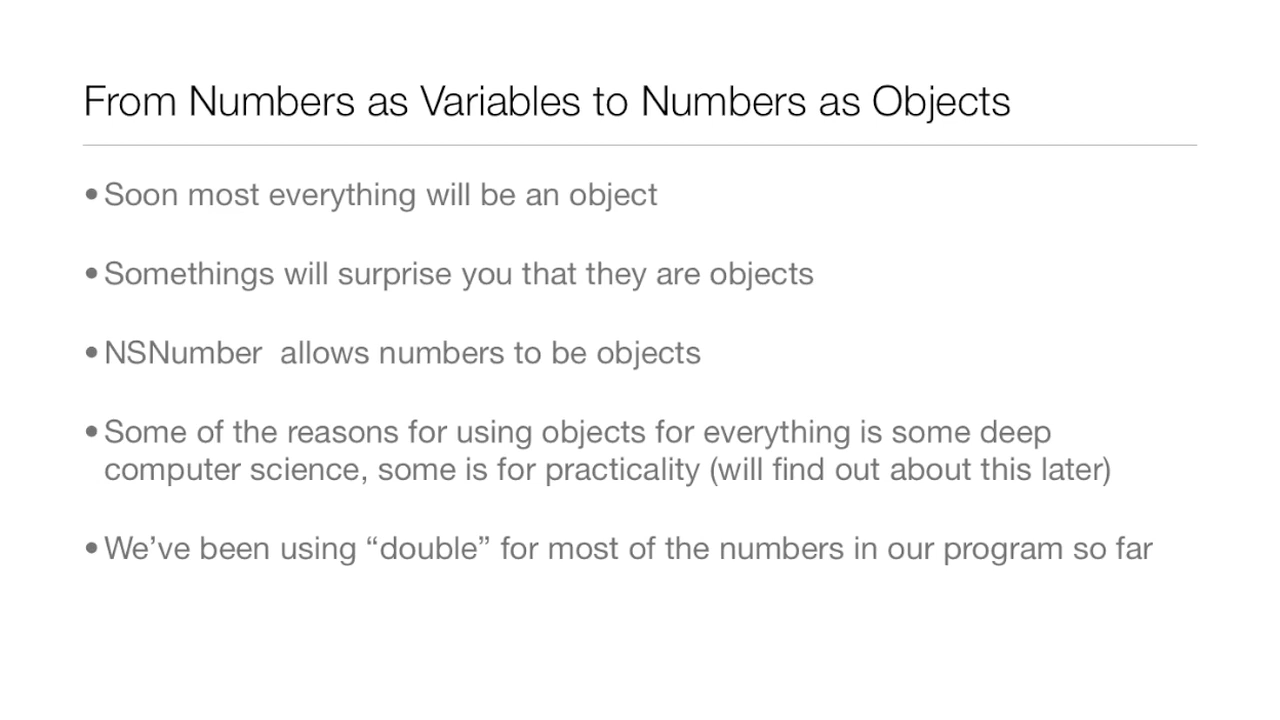 From Numbers as Variables to Numbers as Objects
• Soon most everything will be an object
• Somethings will surprise you that they are objects
• NSNumber  allows numbers to be objects
• Some of the reasons for using objects for everything is some deep
computer science, some is for practicality (will find out about this later)
• We’ve been using “double” for most of the numbers in our program so far